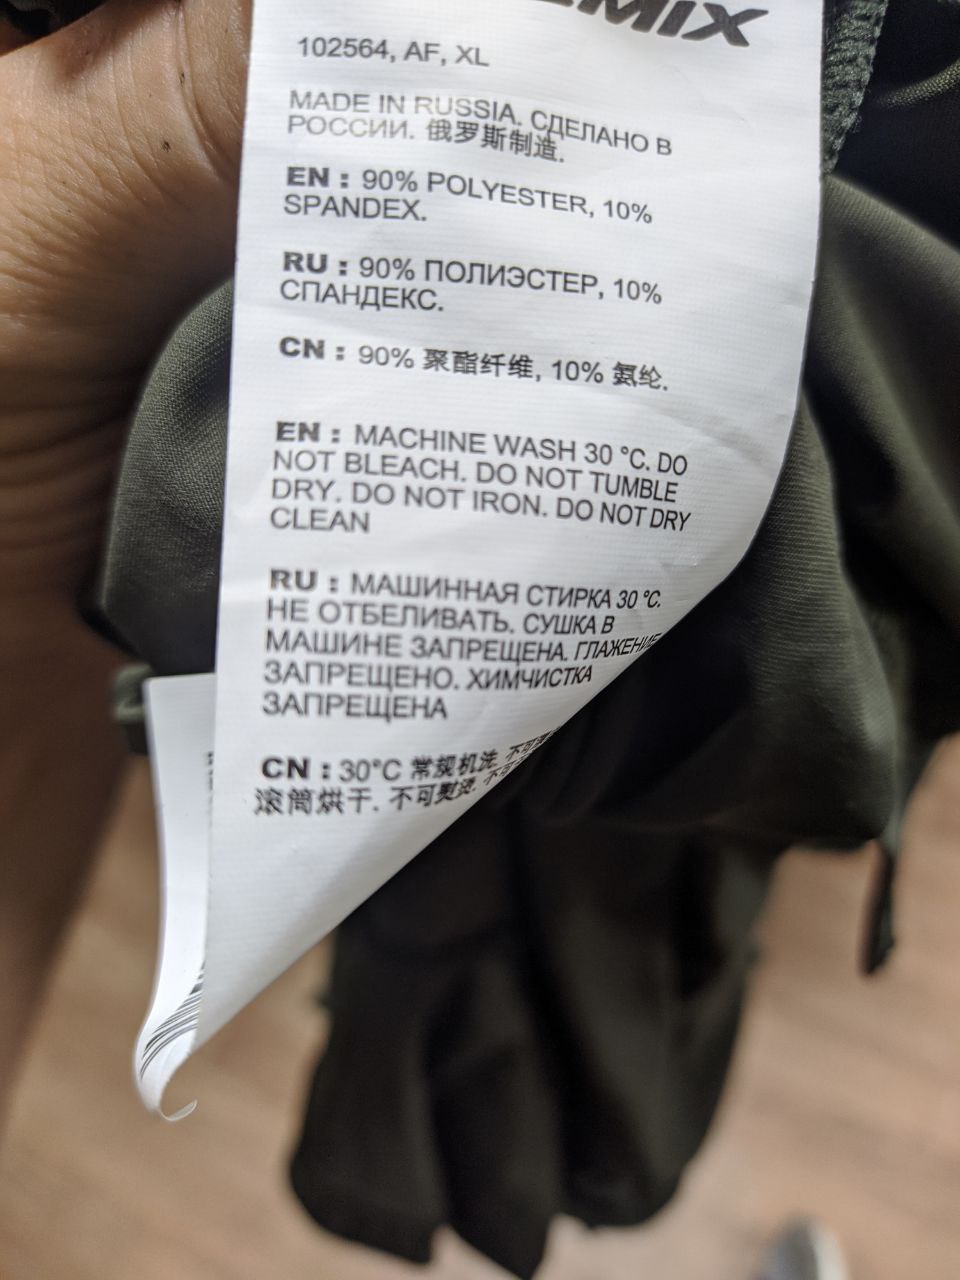 102564, AF, XL
MADE IN RUSSIA. СДЕЛАНО В
РОССИИ. 俄罗斯制造.
EN : 90% POLYESTER, 10%
SPANDEX.
RU : 90% ПОЛИЭСТЕР, 10%
СПАНДЕКС.
CN : 90% 聚酯纤维, 10% 氨纶.
EN : MACHINE WASH 30 °C. DO
NOT BLEACH. DO NOT TUMBLE
DRY. DO NOT IRON. DO NOT DRY
CLEAN
RU : МАШИННАЯ СТИРКА 30 °C.
НЕ ОТБЕЛИВАТЬ. СУШКА В
МАШИНЕ ЗАПРЕЩЕНА. ГЛАЖЕНИЕ
ЗАПРЕЩЕНО. ХИМЧИСТКА
ЗАПРЕЩЕНА
CN : 30°C 常规机洗. 不可
滚筒烘干. 不可熨烫. 不可